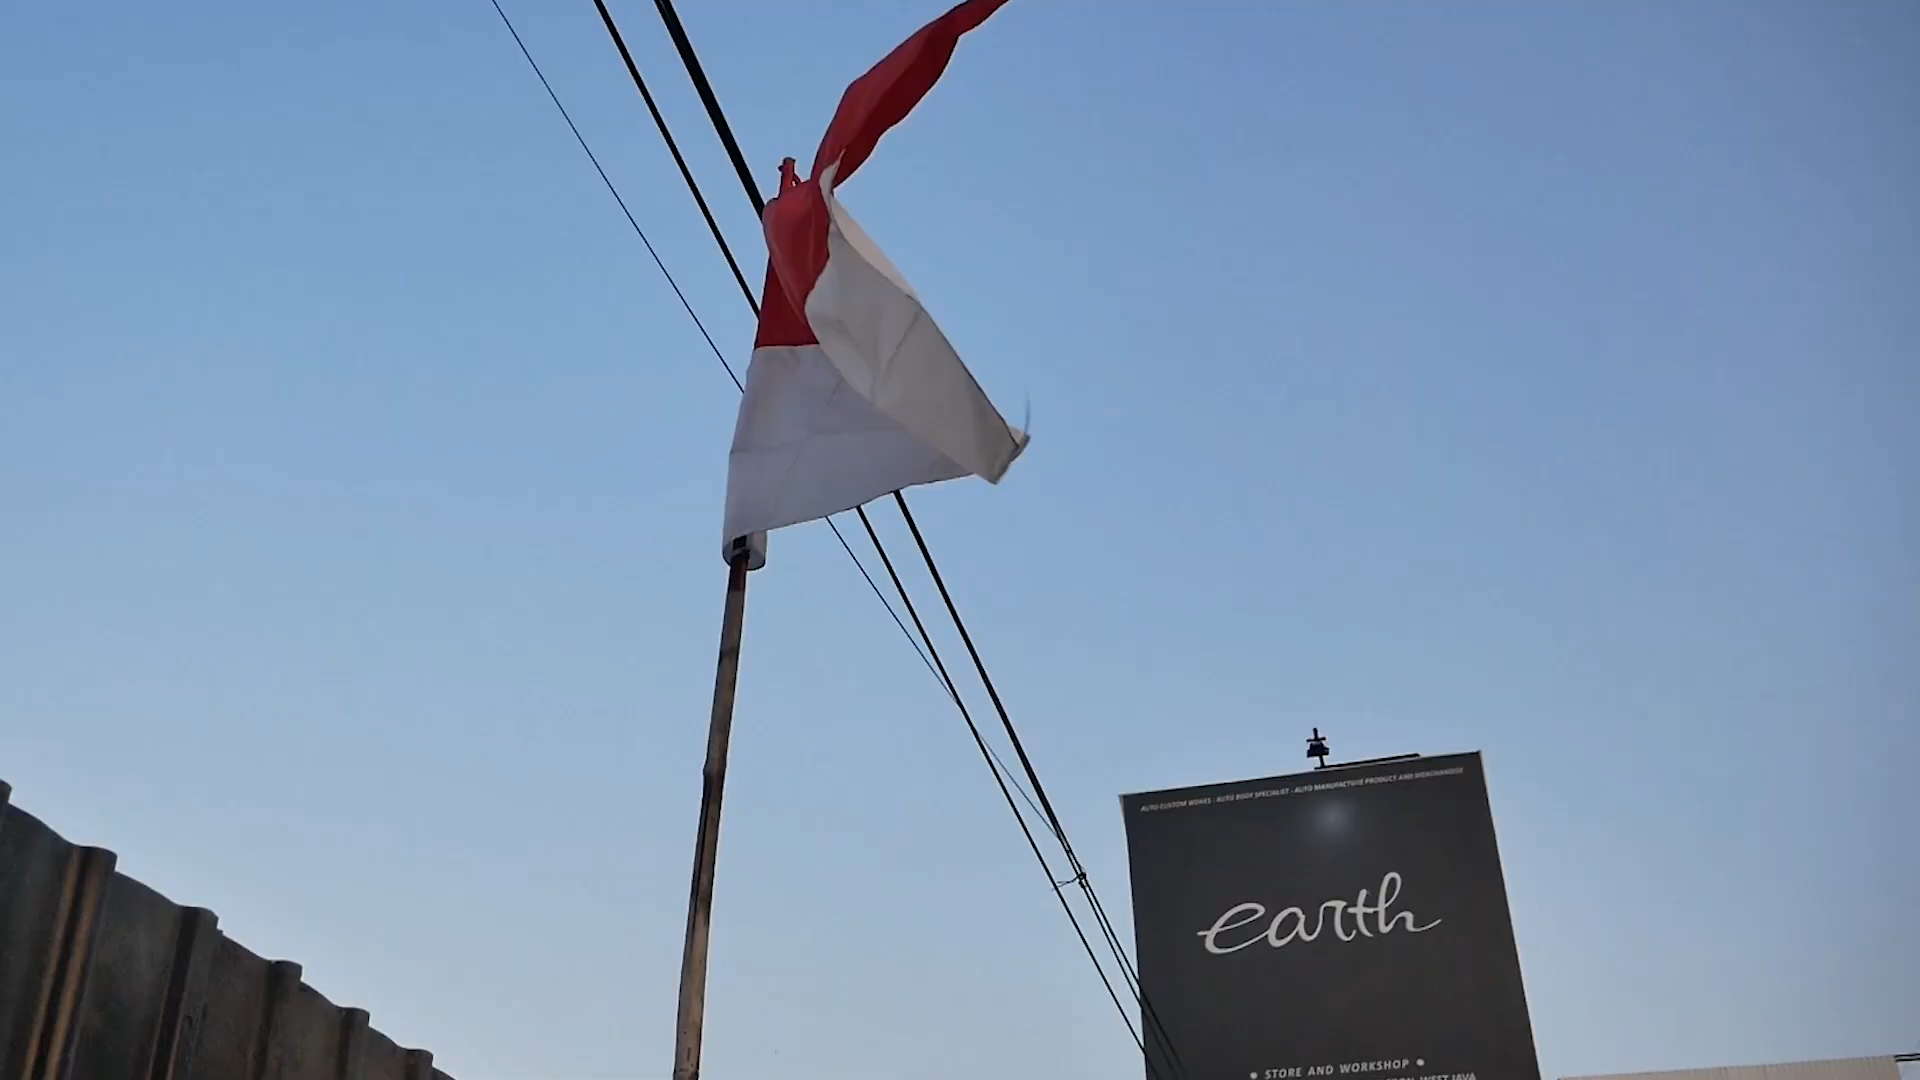 AUTO CUSTOM WORKS - AUTO BODY SPECIALIST - AUTO MANUFACTURE PRODUCT AND MERCHANDISE
earth
• STORE AND WORKSHOP •
WEST JAVA